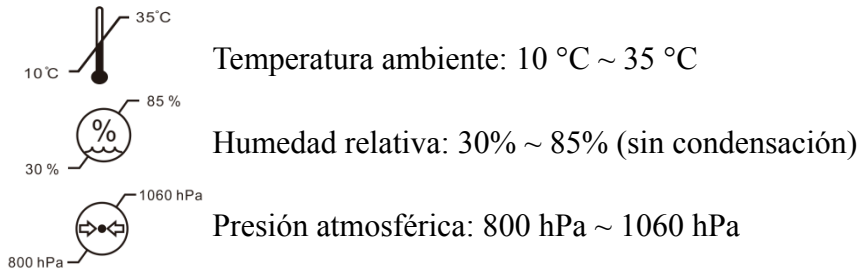 35°C
10°C
Temperatura ambiente: 10 °C ~ 35 °C
85 %
%
30 %
Humedad relativa: 30% ~ 85% (sin condensación)
1060 hPa
800 hPa
Presión atmosférica: 800 hPa ~ 1060 hPa